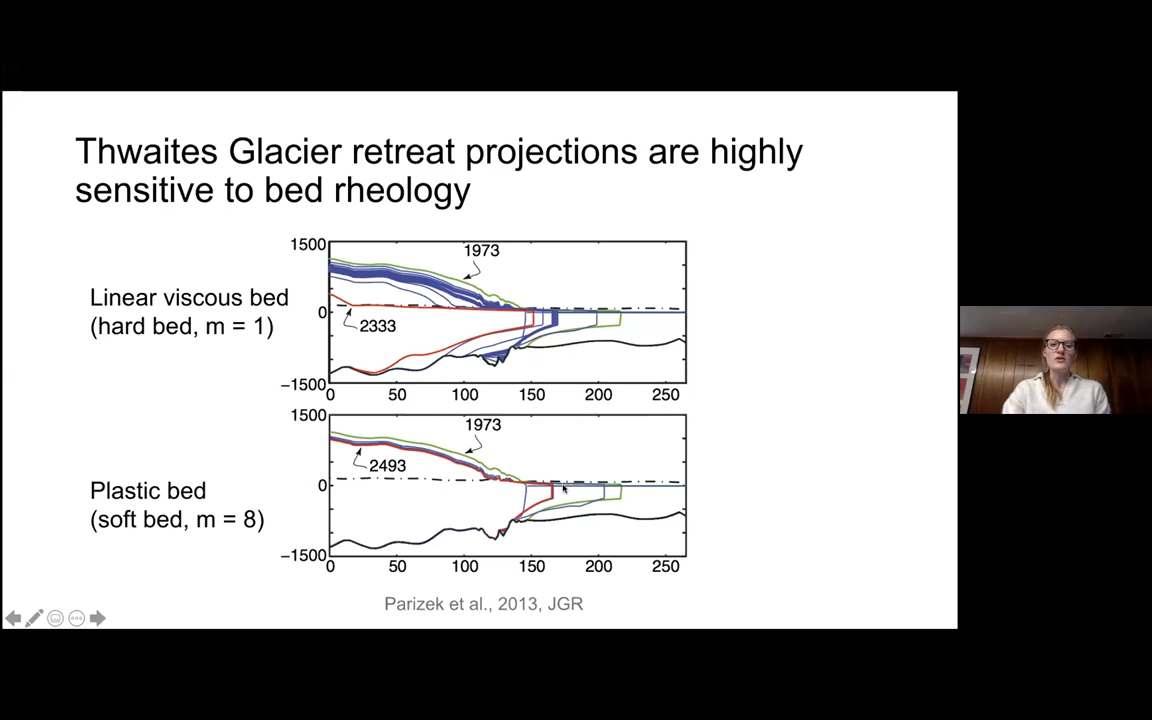 Thwaites Glacier retreat projections are highly
sensitive to bed rheology
Linear viscous bed
(hard bed, m = 1)
1500
0
−1500
1973
2333
0 50 100 150 200 250
Plastic bed
(soft bed, m = 8)
1500
0
−1500
1973
2493
0 50 100 150 200 250
Parizek et al., 2013, JGR